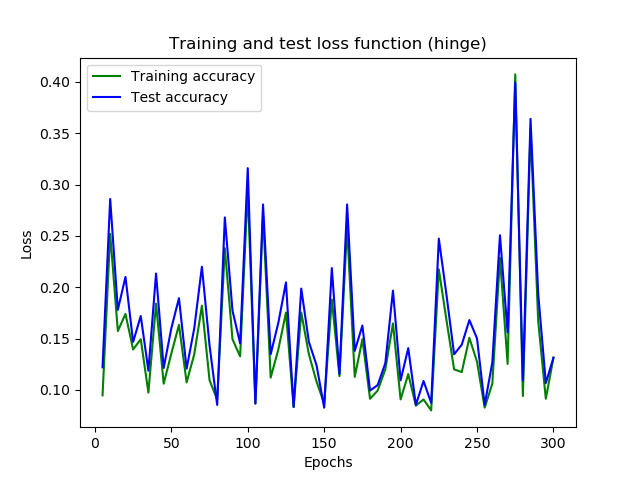 Training and test loss function (hinge)
Training accuracy
Test accuracy
0.40
0.35
0.30
0.25
0.20
0.15
0.10
Loss
0 50 100 150 200 250 300
Epochs